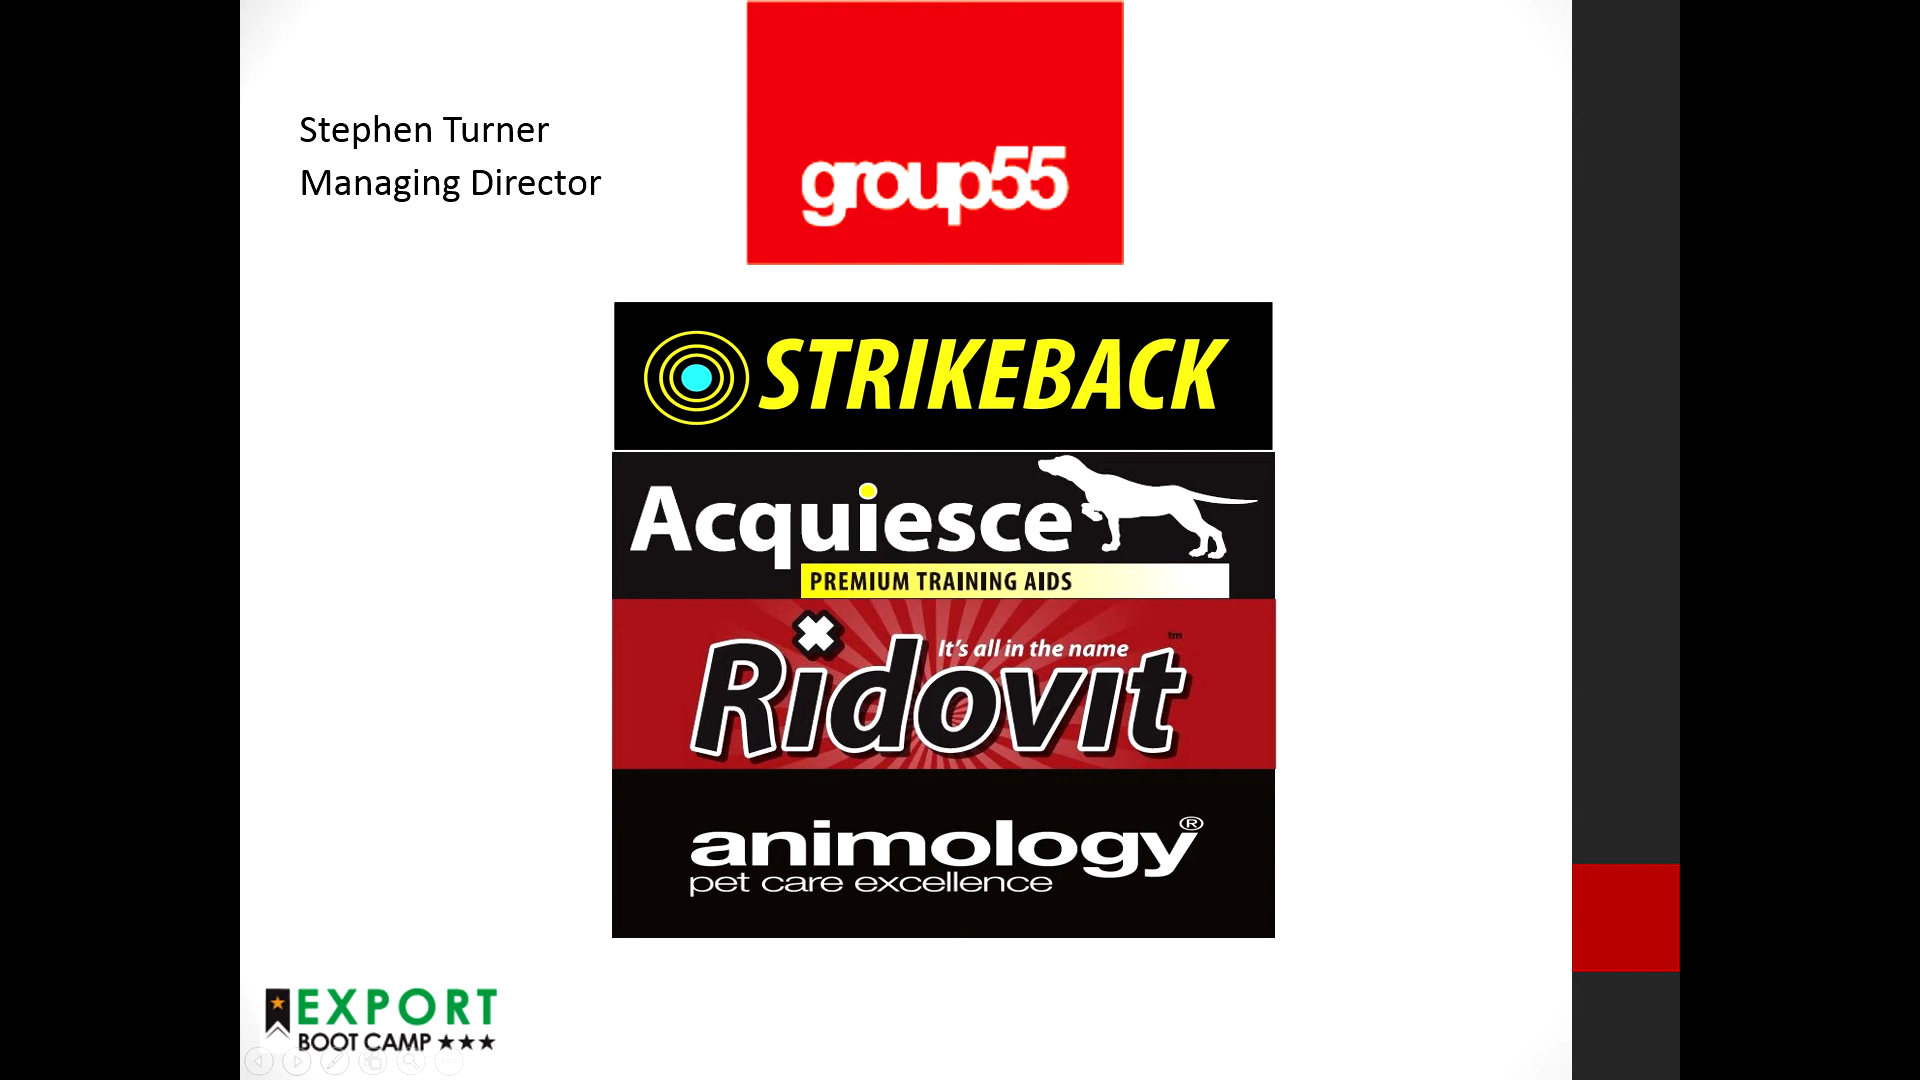 Stephen Turner
Managing Director
group55
STRIKEBACK
Acquiesce
PREMIUM TRAINING AIDS
It's all in the name
tm
Ridovit
animology®
pet care excellence
EXPORT
BOOT CAMP ★★★